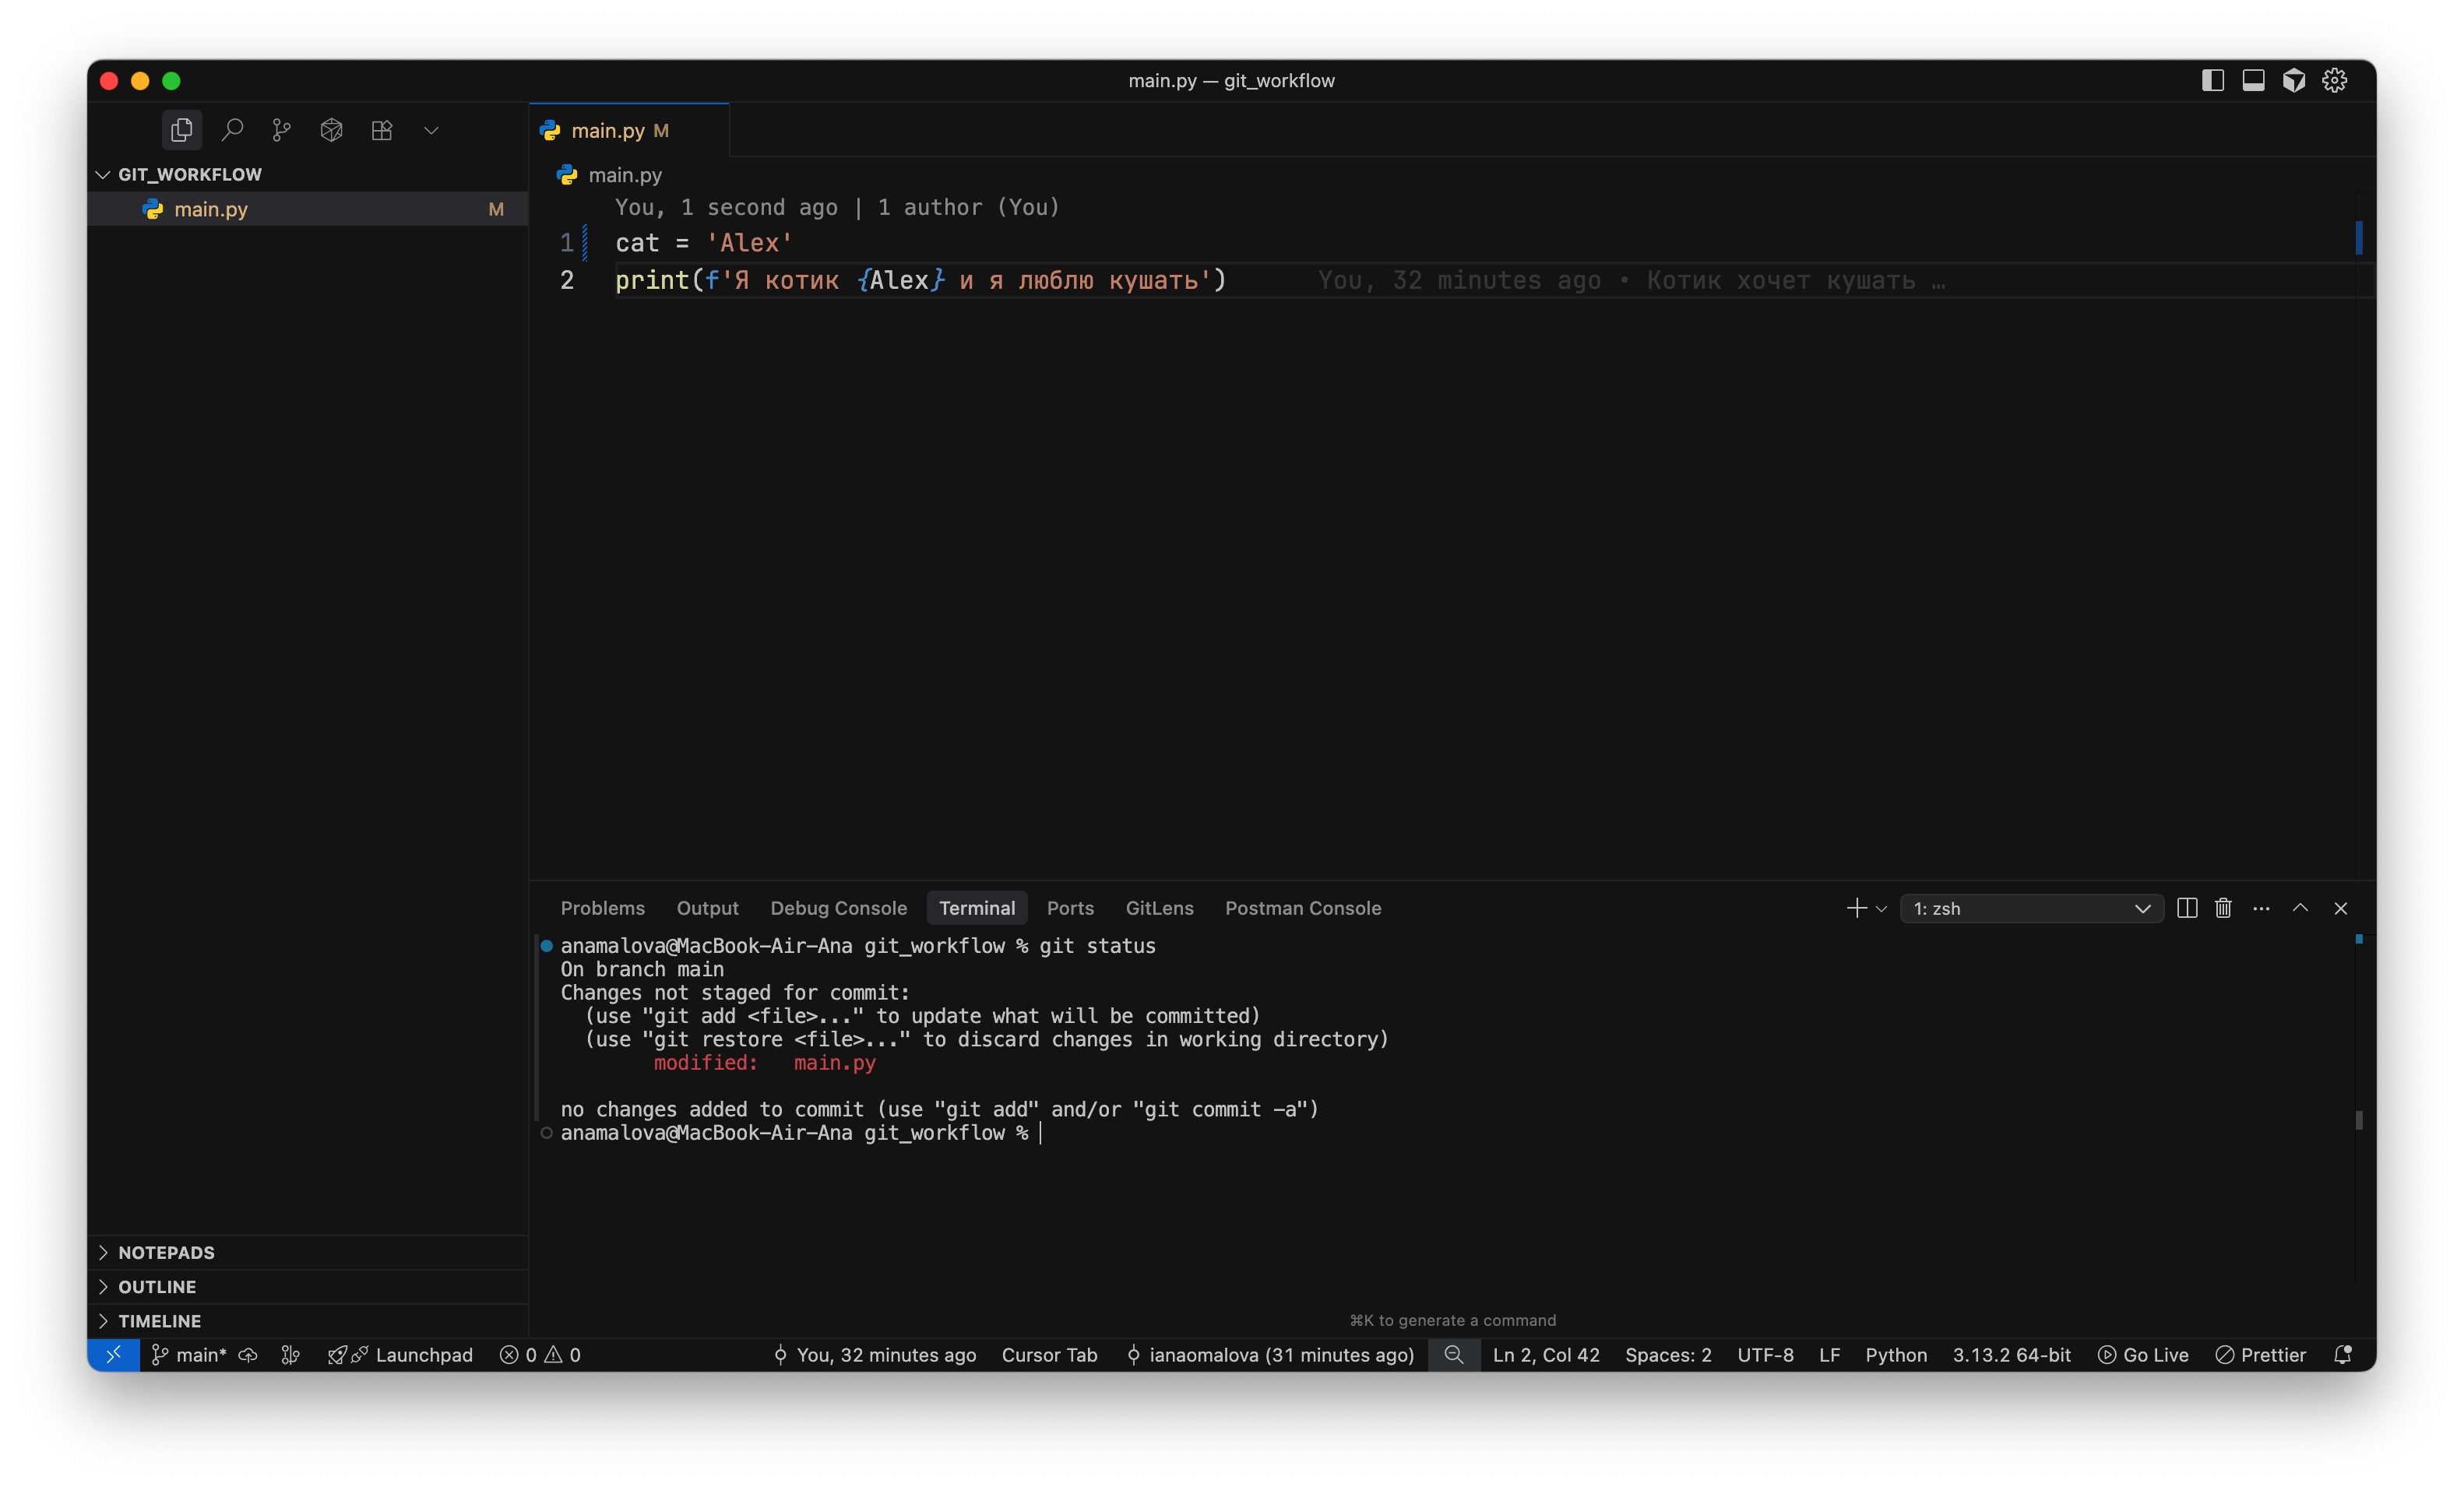 main.py — git_workflow
main.py M
GIT_WORKFLOW
main.py M
main.py
You, 1 second ago | 1 author (You)
1 cat = 'Alex'
2 print(f'Я котик {Alex} и я люблю кушать') You, 32 minutes ago • Котик хочет кушать …
Problems Output Debug Console Terminal Ports GitLens Postman Console 1: zsh
anamalova@MacBook-Air-Ana git_workflow % git status
On branch main
Changes not staged for commit:
(use "git add <file>..." to update what will be committed)
(use "git restore <file>..." to discard changes in working directory)
modified: main.py
no changes added to commit (use "git add" and/or "git commit -a")
anamalova@MacBook-Air-Ana git_workflow %
NOTEPADS
OUTLINE
TIMELINE
⌘K to generate a command
main* Launchpad 0 0 You, 32 minutes ago Cursor Tab ianaomalova (31 minutes ago) Ln 2, Col 42 Spaces: 2 UTF-8 LF Python 3.13.2 64-bit Go Live Prettier